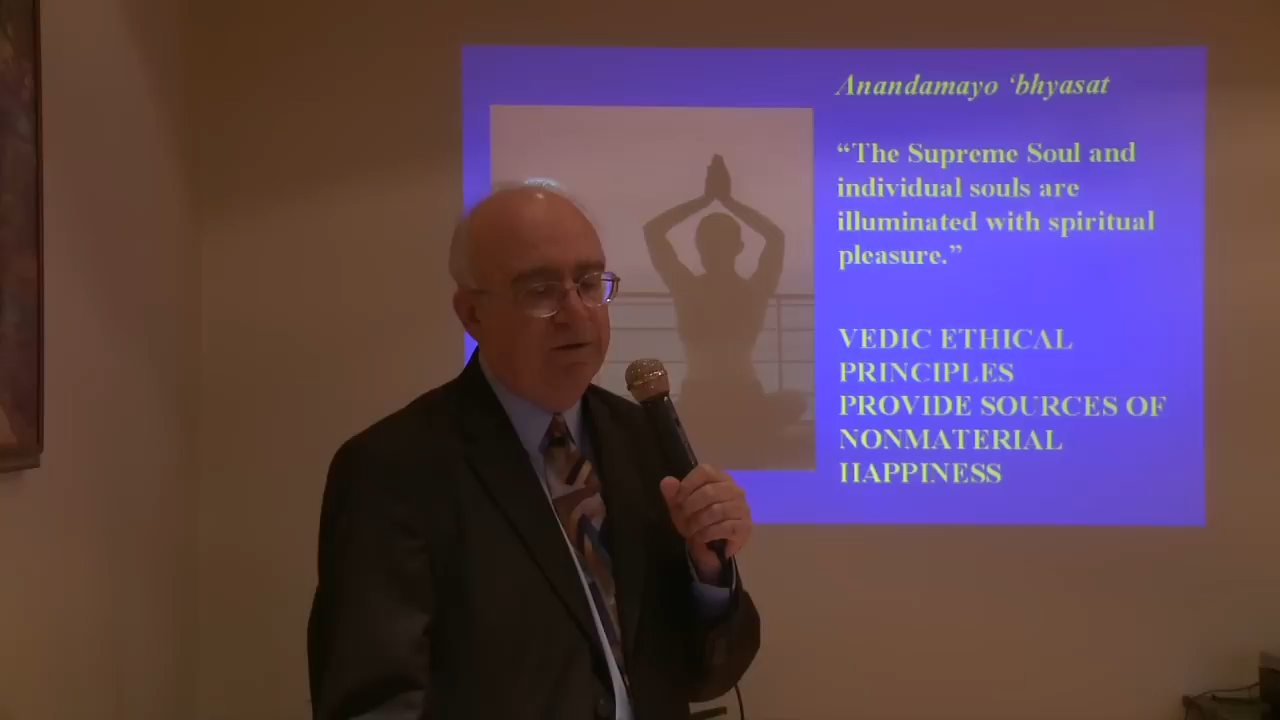 Anandamayo ‘bhyasat
“The Supreme Soul and
individual souls are
illuminated with spiritual
pleasure.”
VEDIC ETHICAL
PRINCIPLES
PROVIDE SOURCES OF
NONMATERIAL
HAPPINESS